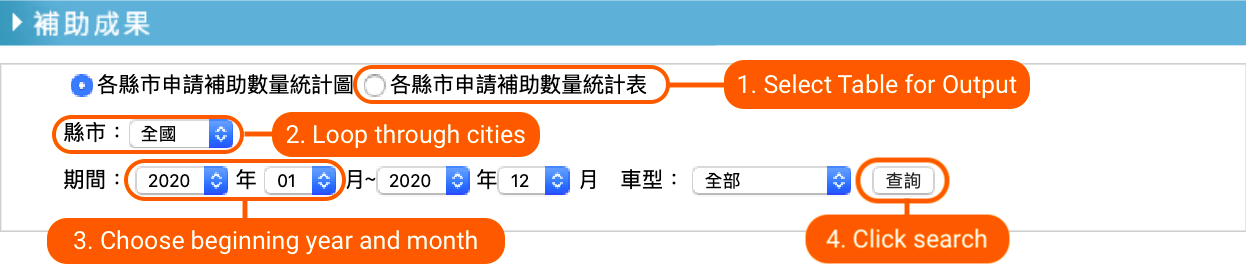 補助成果
各縣市申請補助數量統計圖 各縣市申請補助數量統計表 1. Select Table for Output
縣市： 全國 2. Loop through cities
期間： 2020 年 01 月~ 2020 年 12 月 車型： 全部 查詢
3. Choose beginning year and month 4. Click search